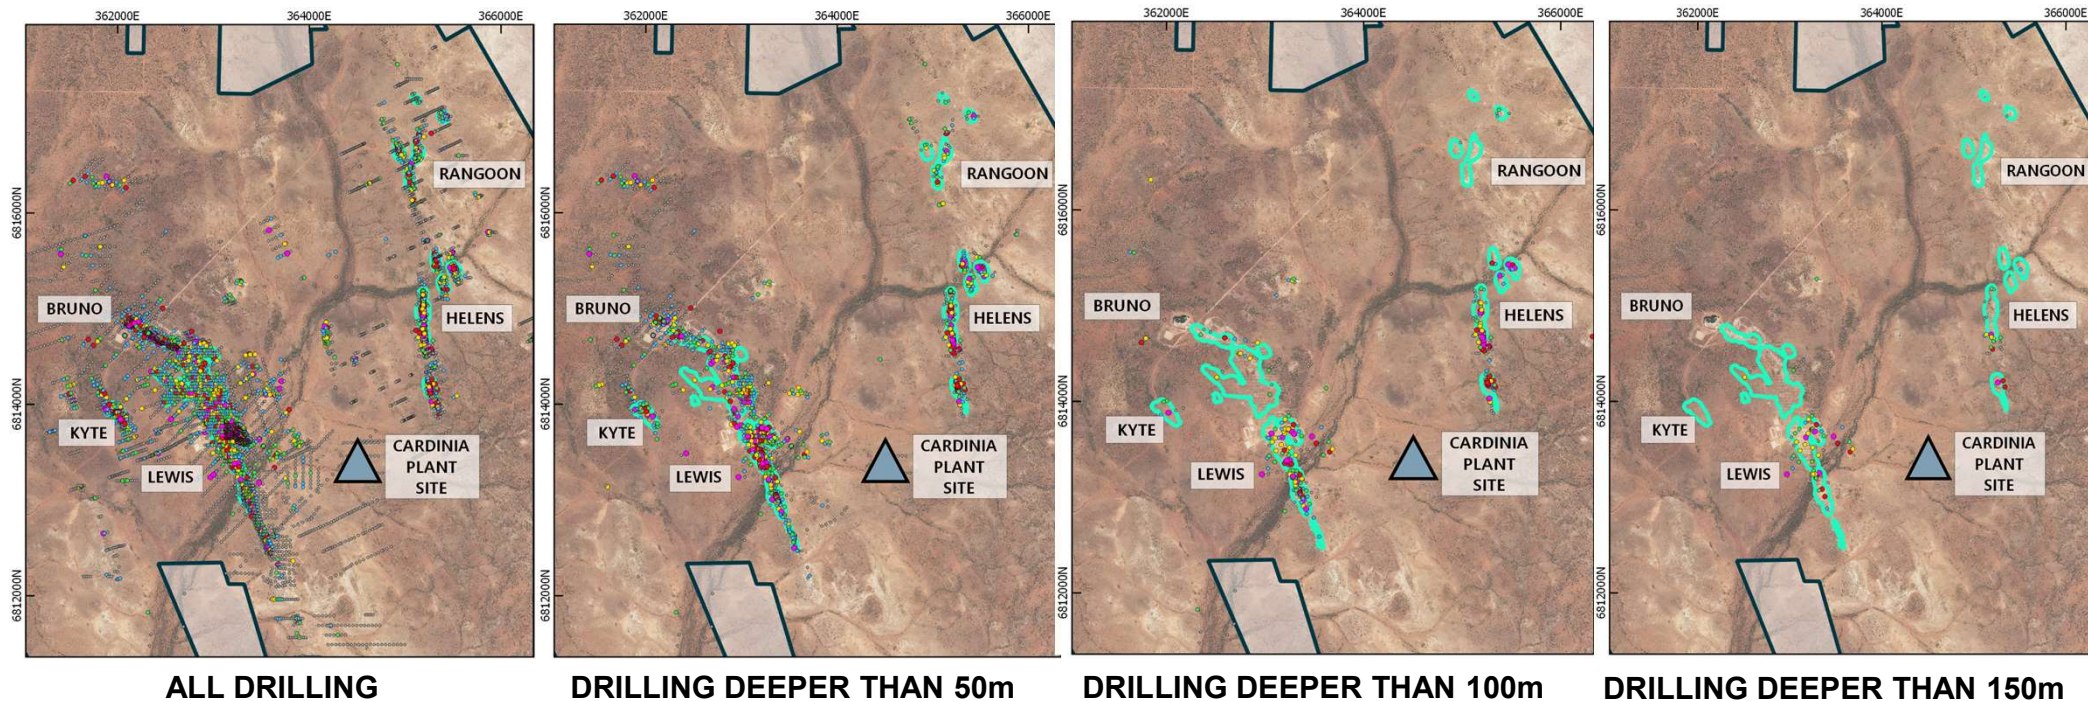 362000E 364000E 366000E
6816000N
6814000N
6812000N
BRUNO
KYTE
LEWIS
RANGOON
HELENS
CARDINIA
PLANT
SITE
ALL DRILLING
362000E 364000E 366000E
6816000N
6814000N
6812000N
BRUNO
KYTE
LEWIS
RANGOON
HELENS
CARDINIA
PLANT
SITE
DRILLING DEEPER THAN 50m
362000E 364000E 366000E
6816000N
6814000N
6812000N
BRUNO
KYTE
LEWIS
RANGOON
HELENS
CARDINIA
PLANT
SITE
DRILLING DEEPER THAN 100m
362000E 364000E 366000E
6816000N
6814000N
6812000N
BRUNO
KYTE
LEWIS
RANGOON
HELENS
CARDINIA
PLANT
SITE
DRILLING DEEPER THAN 150m